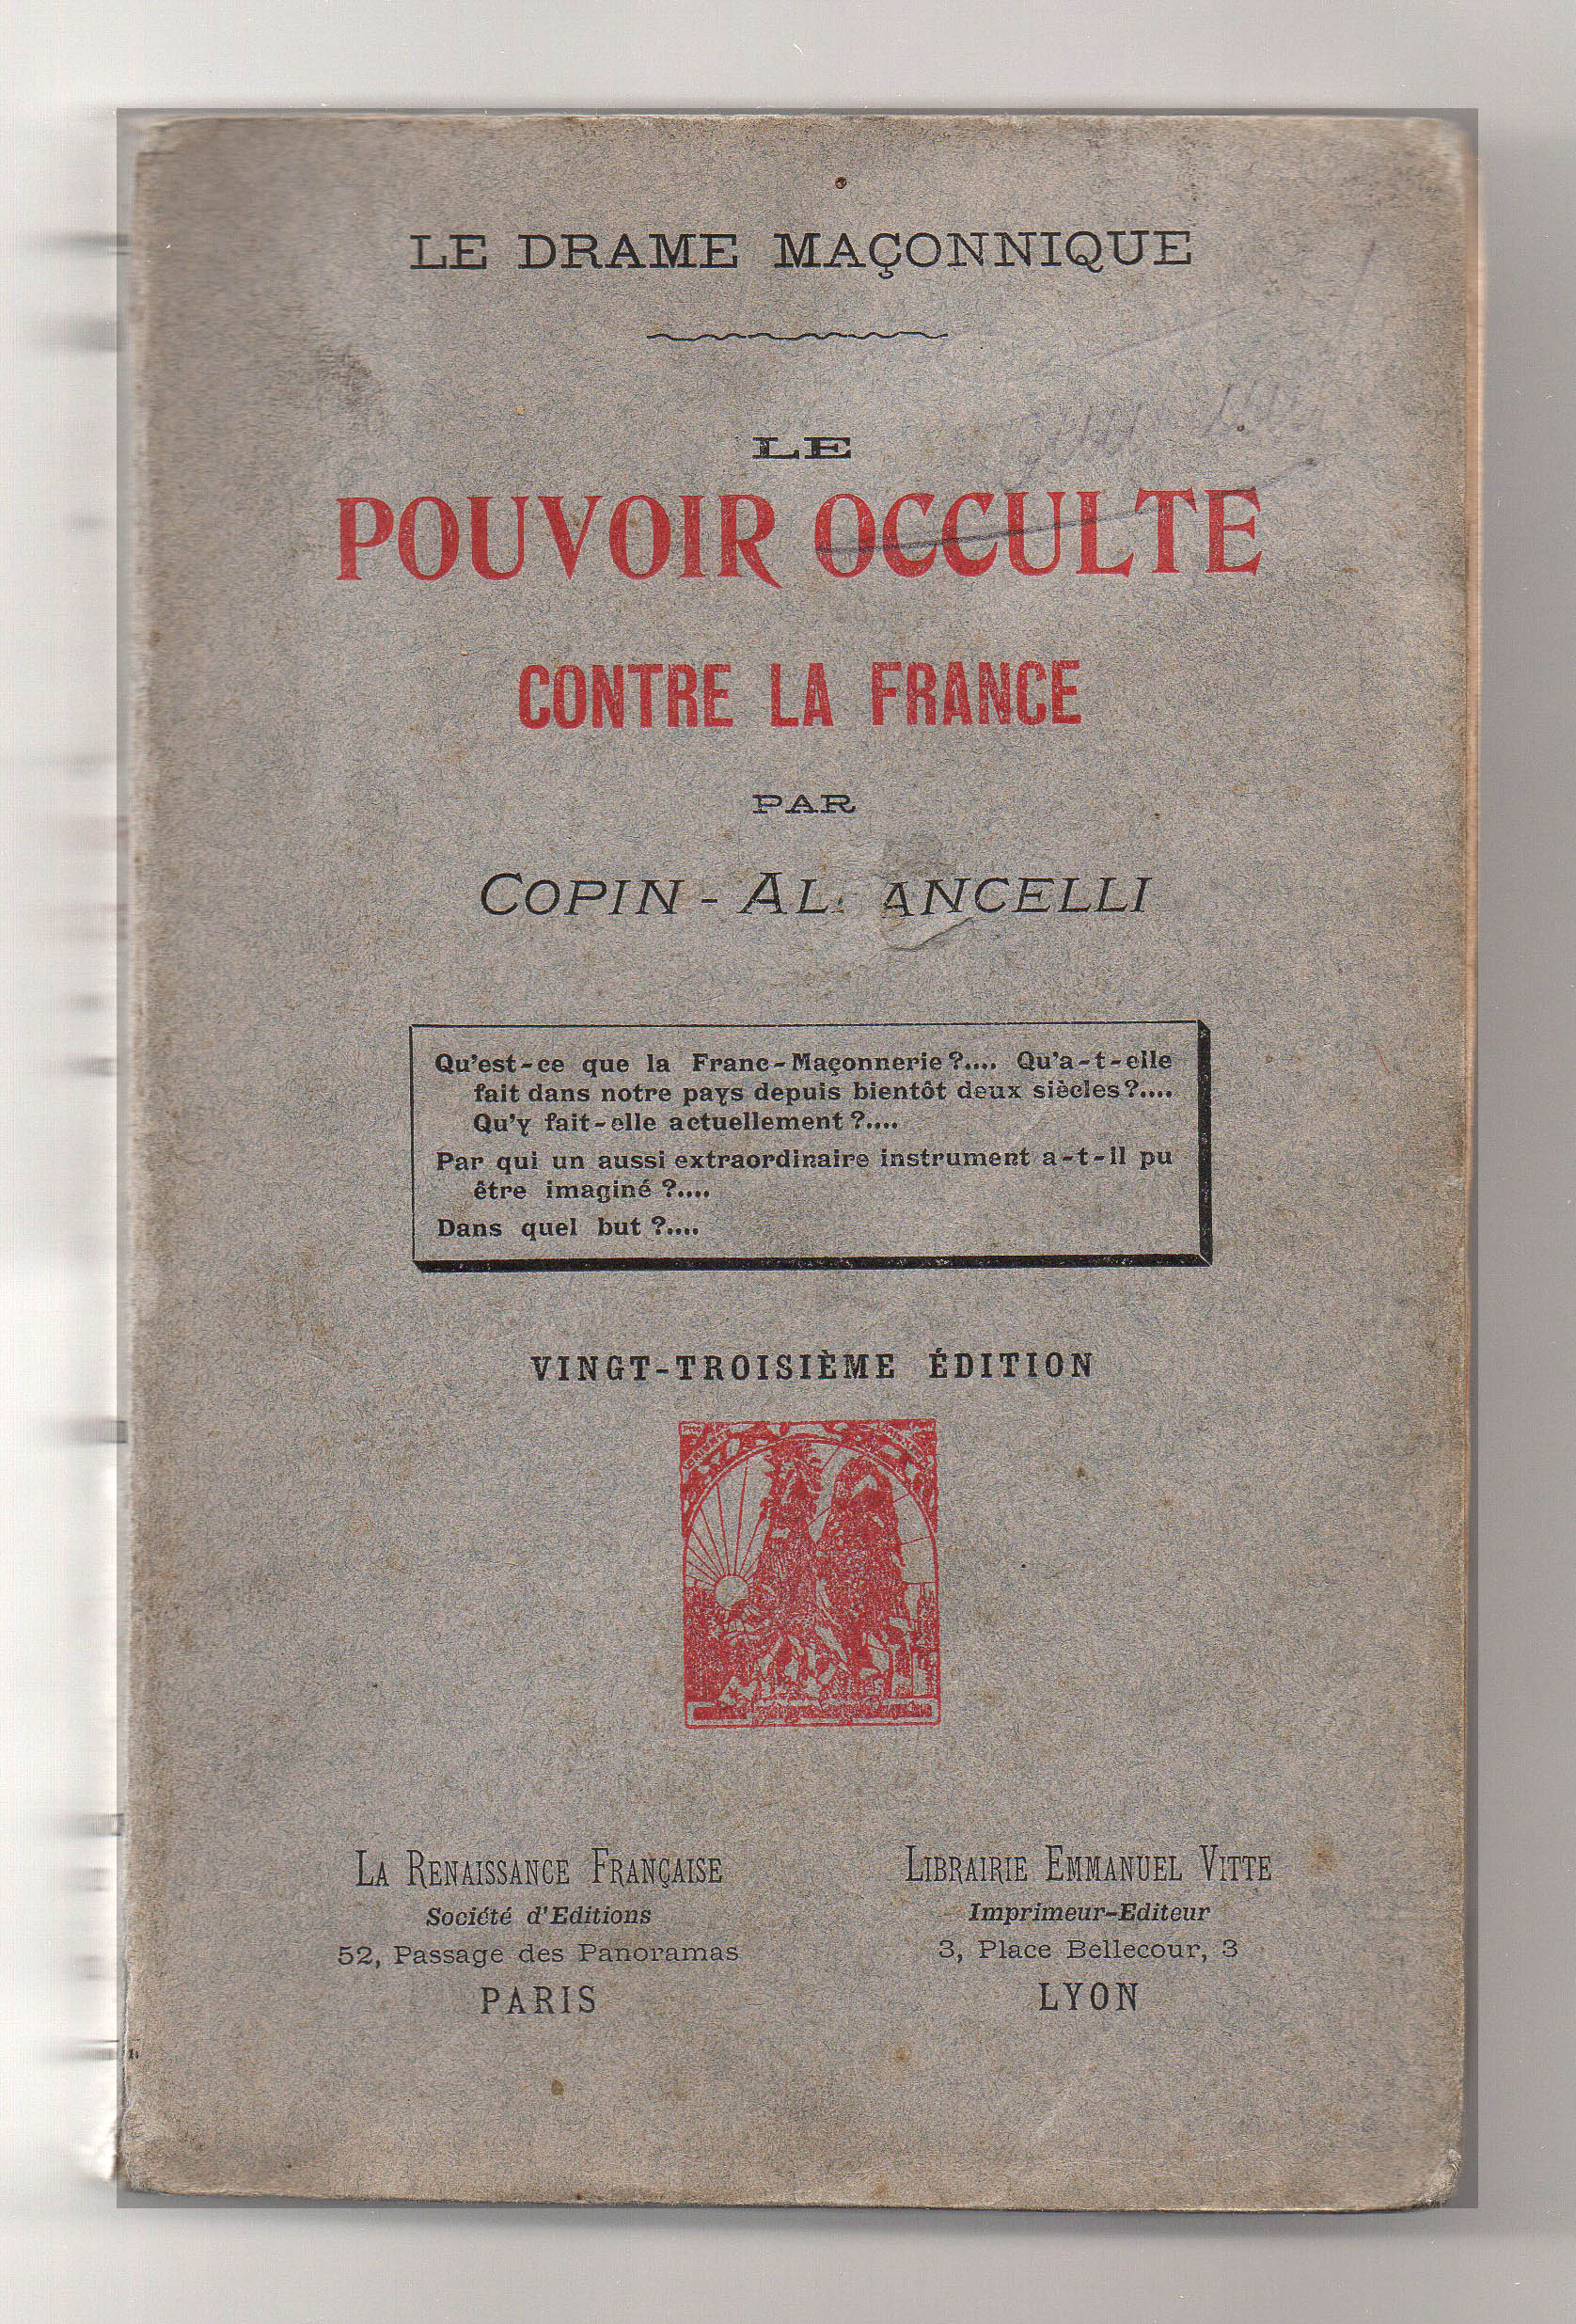 LE DRAME MAÇONNIQUE
LE
POUVOIR OCCULTE
CONTRE LA FRANCE
PAR
COPIN - AL ANCELLI
Qu'est-ce que la Franc-Maçonnerie ?.... Qu'a-t-elle
fait dans notre pays depuis bientôt deux siècles ?....
Qu'y fait-elle actuellement ?....
Par qui un aussi extraordinaire instrument a-t-il pu
être imaginé ?....
Dans quel but ?....
VINGT-TROISIÈME ÉDITION
LA RENAISSANCE FRANÇAISE
Société d'Editions
52, Passage des Panoramas
PARIS
LIBRAIRIE EMMANUEL VITTE
Imprimeur-Editeur
3, Place Bellecour, 3
LYON